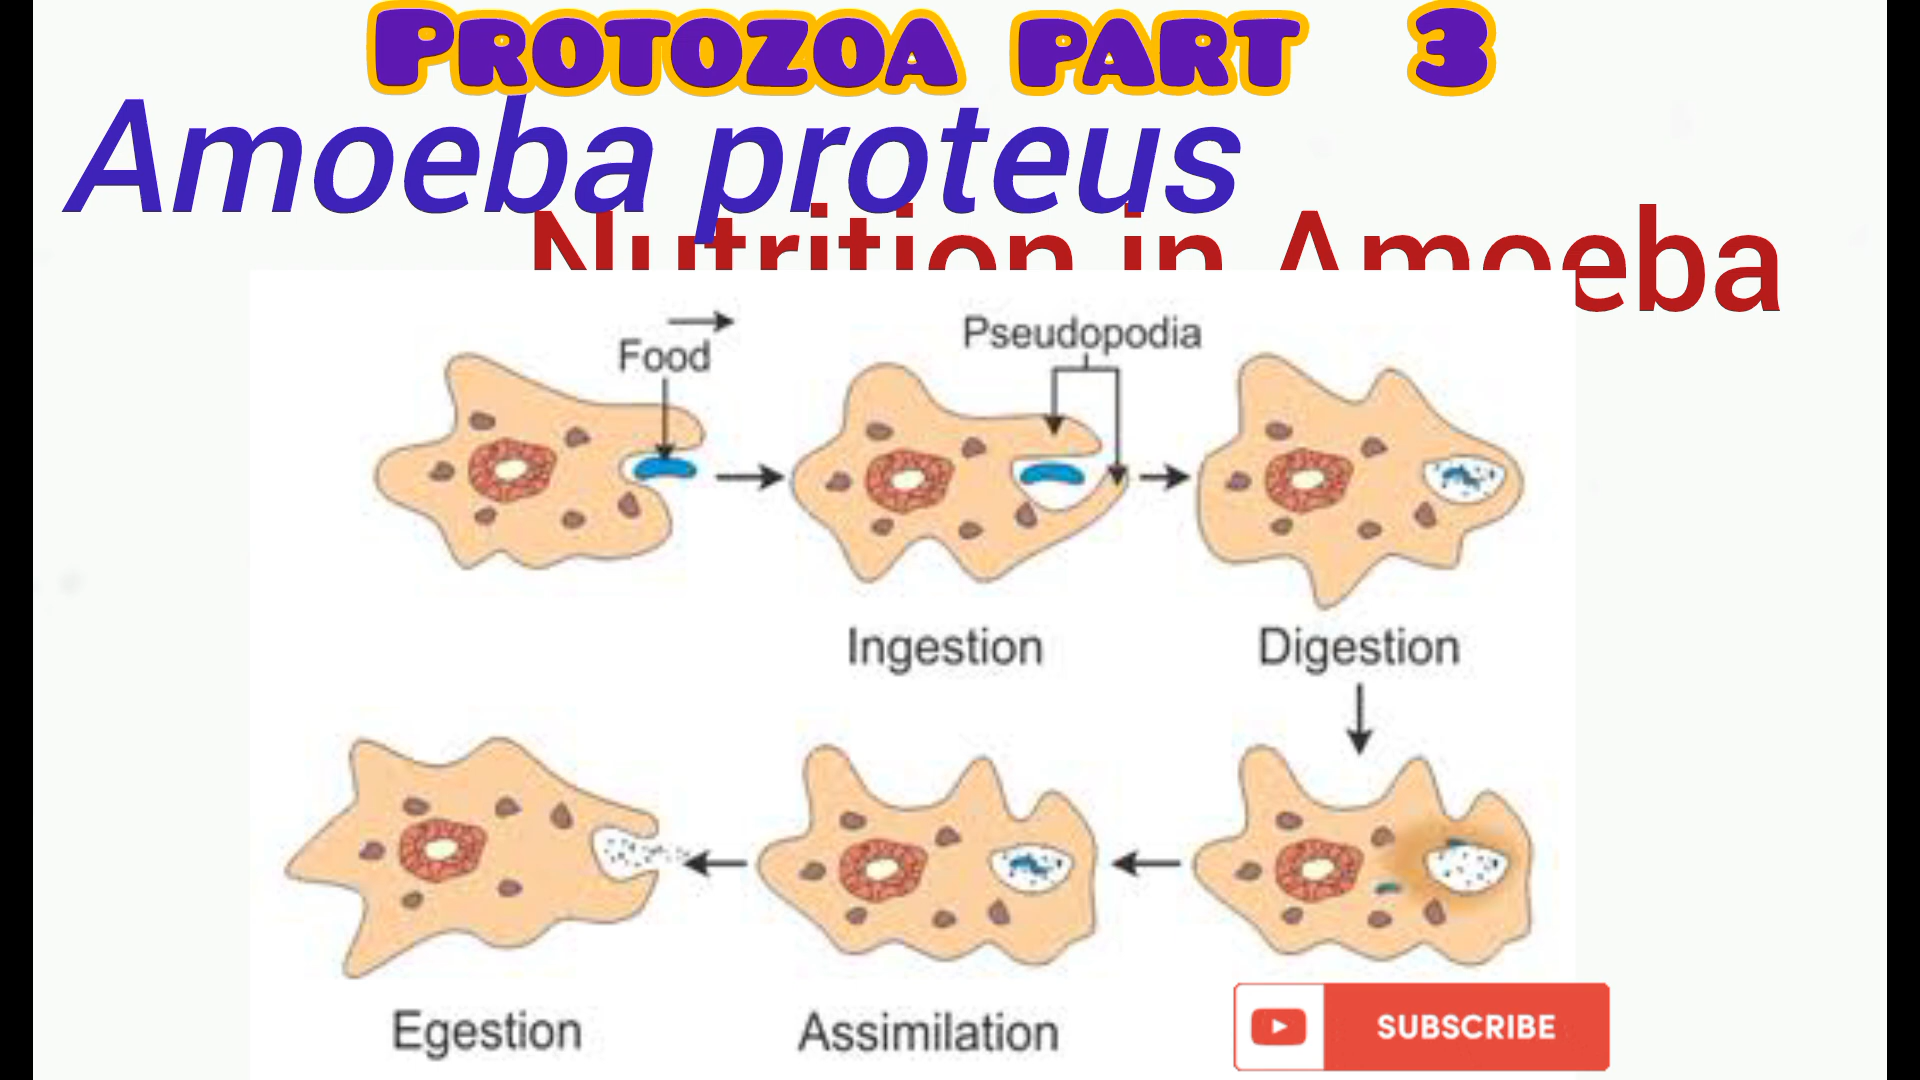 PROTOZOA PART 3
Amoeba proteus
Nutrition in Amoeba
Food
Pseudopodia
Ingestion
Digestion
Egestion
Assimilation
SUBSCRIBE